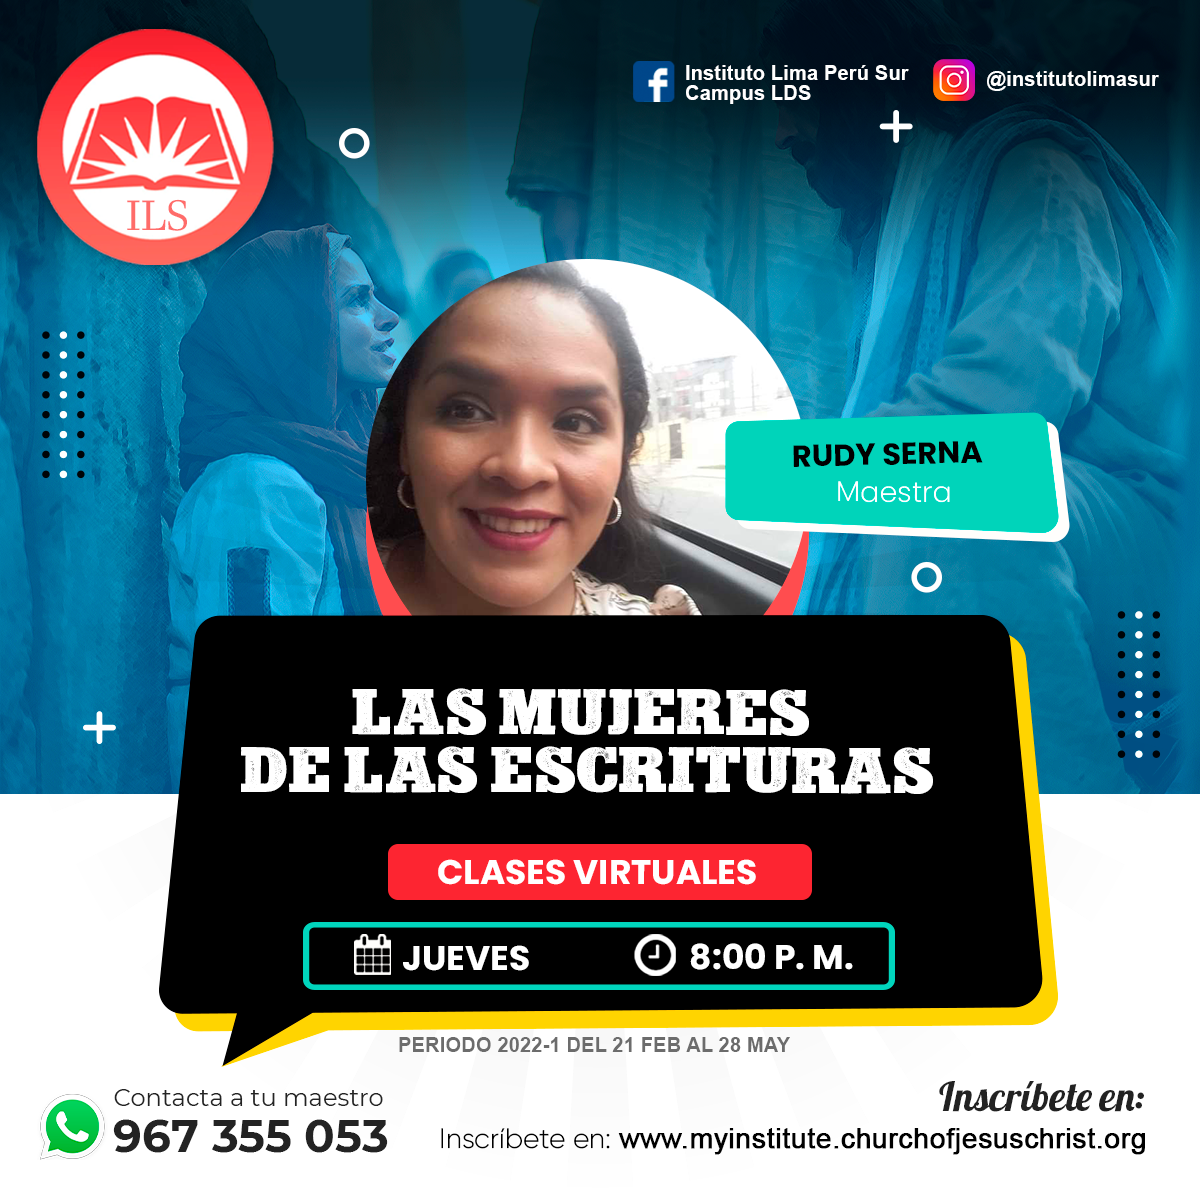 ILS
Instituto Lima Perú Sur
Campus LDS
@institutolimasur
RUDY SERNA
Maestra
LAS MUJERES
DE LAS ESCRITURAS
CLASES VIRTUALES
JUEVES
8:00 P. M.
PERIODO 2022-1 DEL 21 FEB AL 28 MAY
Contacta a tu maestro
967 355 053
Inscríbete en:
Inscríbete en: www.myinstitute.churchofjesuschrist.org